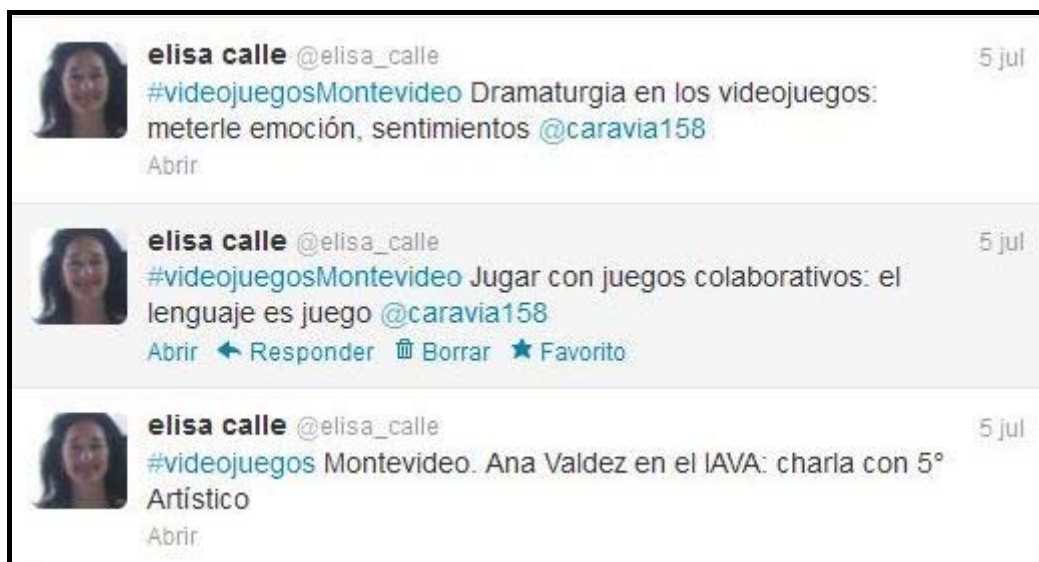 elisa calle @elisa_calle 5 jul
#videojuegosMontevideo Dramaturgia en los videojuegos:
meterle emoción, sentimientos @caravia158
Abrir
elisa calle @elisa_calle 5 jul
#videojuegosMontevideo Jugar con juegos colaborativos: el
lenguaje es juego @caravia158
Abrir Responder Borrar Favorito
elisa calle @elisa_calle 5 jul
#videojuegos Montevideo. Ana Valdez en el IAVA: charla con 5°
Artístico
Abrir